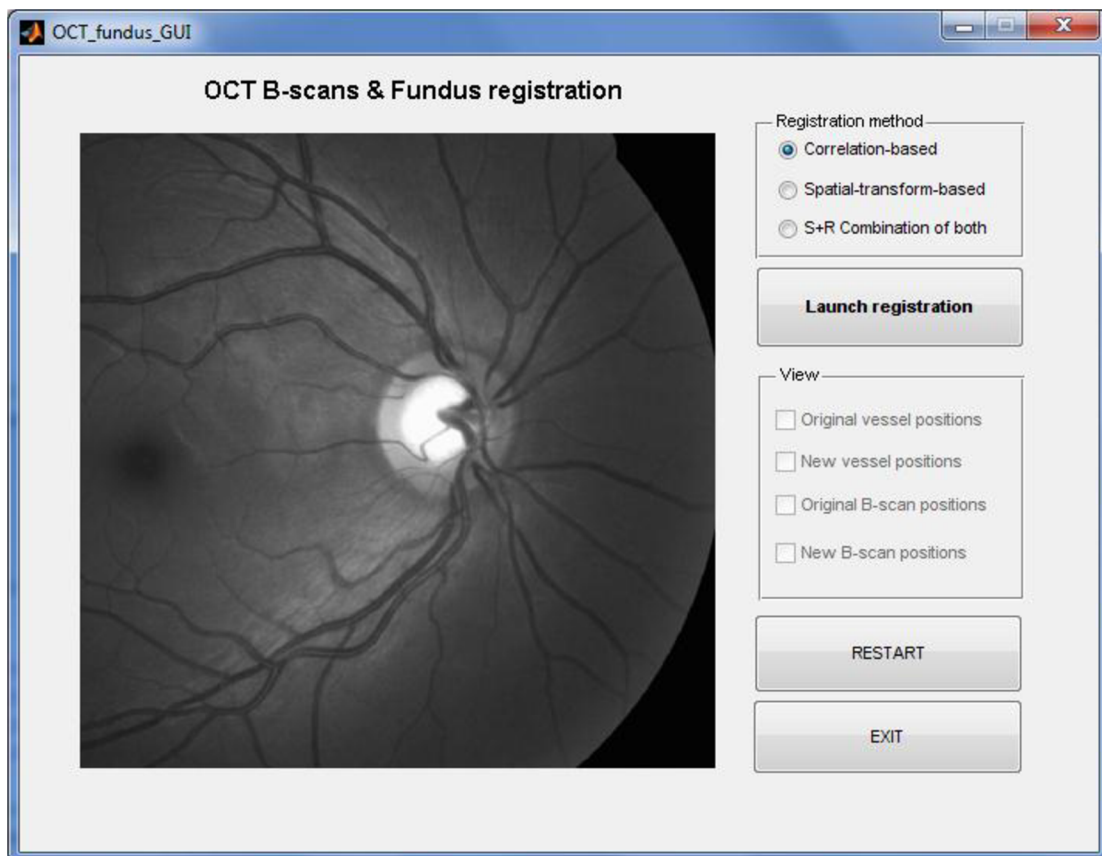 OCT_fundus_GUI
OCT B-scans & Fundus registration
Registration method
Correlation-based
Spatial-transform-based
S+R Combination of both
Launch registration
View
Original vessel positions
New vessel positions
Original B-scan positions
New B-scan positions
RESTART
EXIT